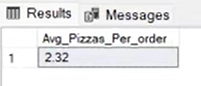 Results Messages
Avg_Pizzas_Per_order
1 2.32